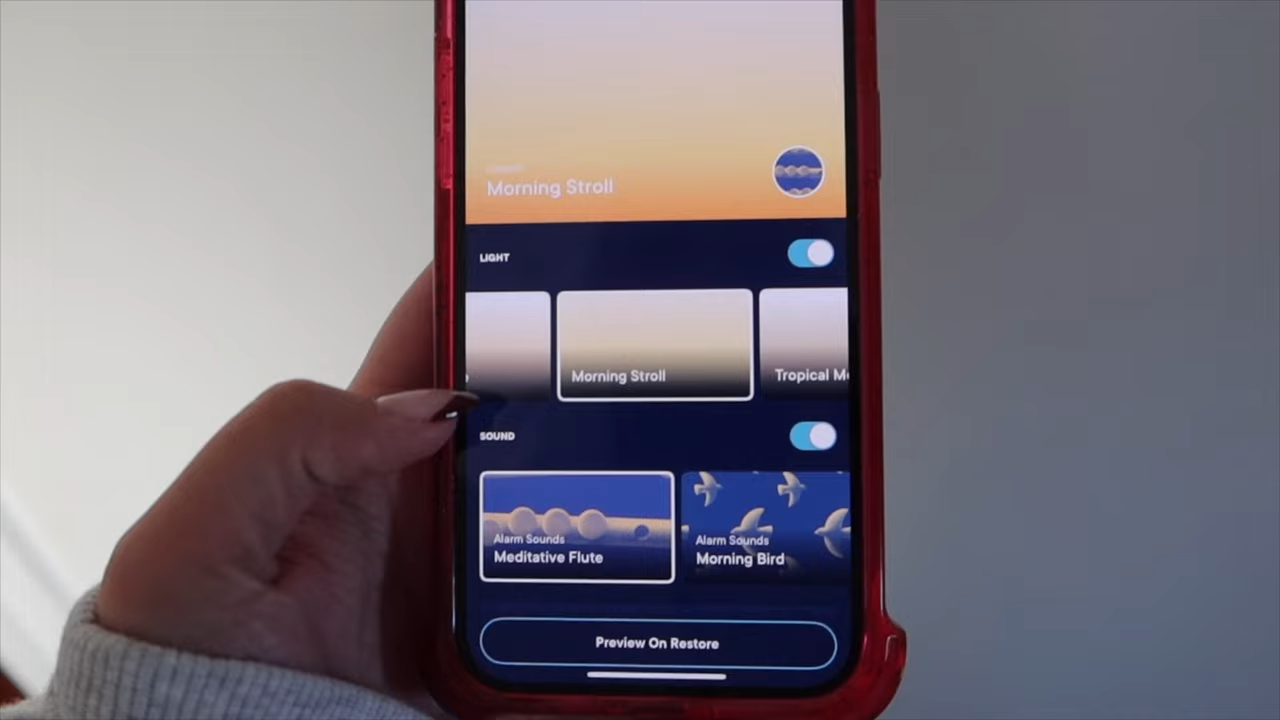 Morning Stroll
LIGHT
Morning Stroll
Tropical M
SOUND
Alarm Sounds
Meditative Flute
Alarm Sounds
Morning Bird
Preview On Restore